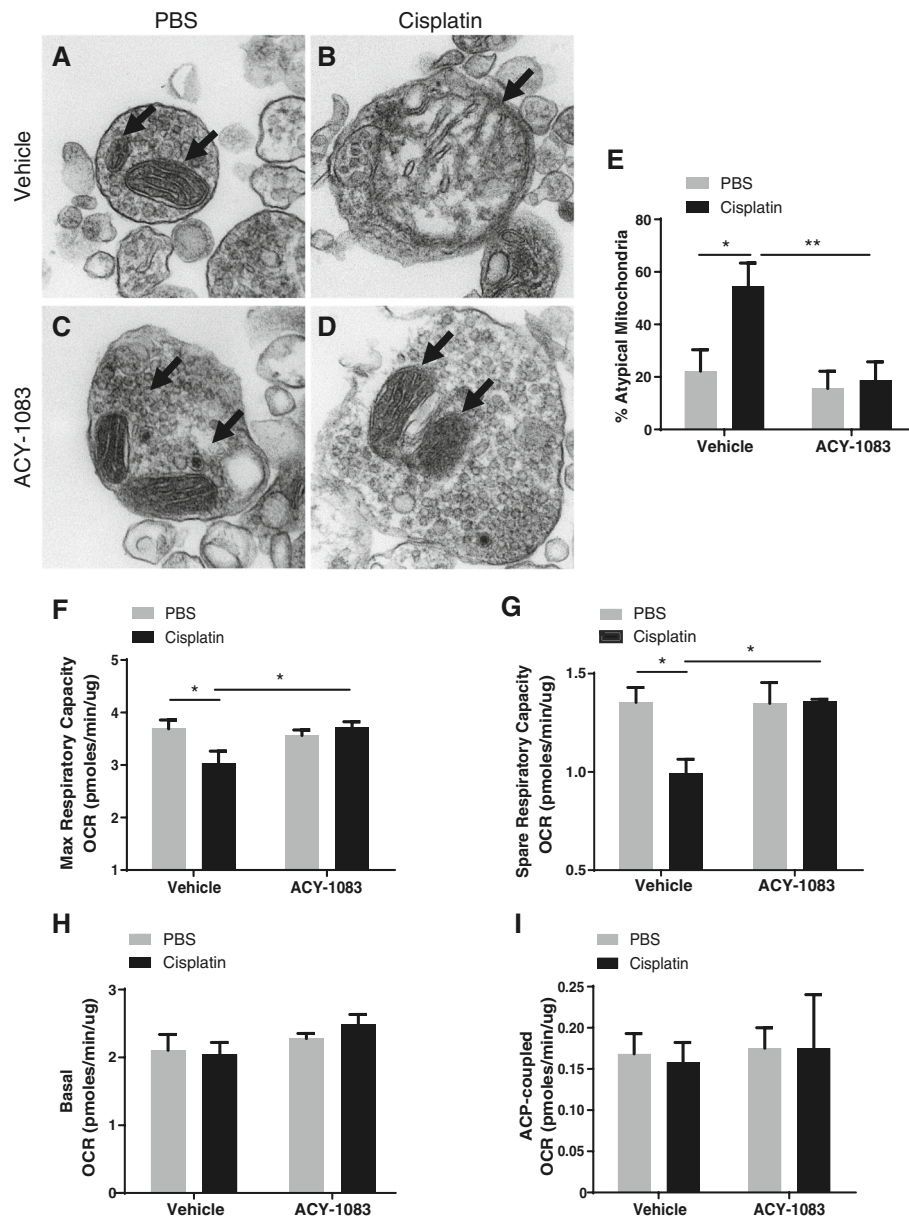 PBS
Cisplatin
Vehicle
A
B
ACY-1083
C
D
E
PBS
Cisplatin
% Atypical Mitochondria
80
60
40
20
0
*
**
Vehicle
ACY-1083
F
PBS
Cisplatin
Max Respiratory Capacity
OCR (pmoles/min/ug)
5
4
3
2
1
*
*
Vehicle
ACY-1083
G
PBS
Cisplatin
Spare Respiratory Capacity
OCR (pmoles/min/ug)
1.5
1.0
0.5
*
*
Vehicle
ACY-1083
H
PBS
Cisplatin
Basal
OCR (pmoles/min/ug)
3
2
1
0
Vehicle
ACY-1083
I
PBS
Cisplatin
ACP-coupled
OCR (pmoles/min/ug)
0.25
0.20
0.15
0.10
0.05
0
Vehicle
ACY-1083